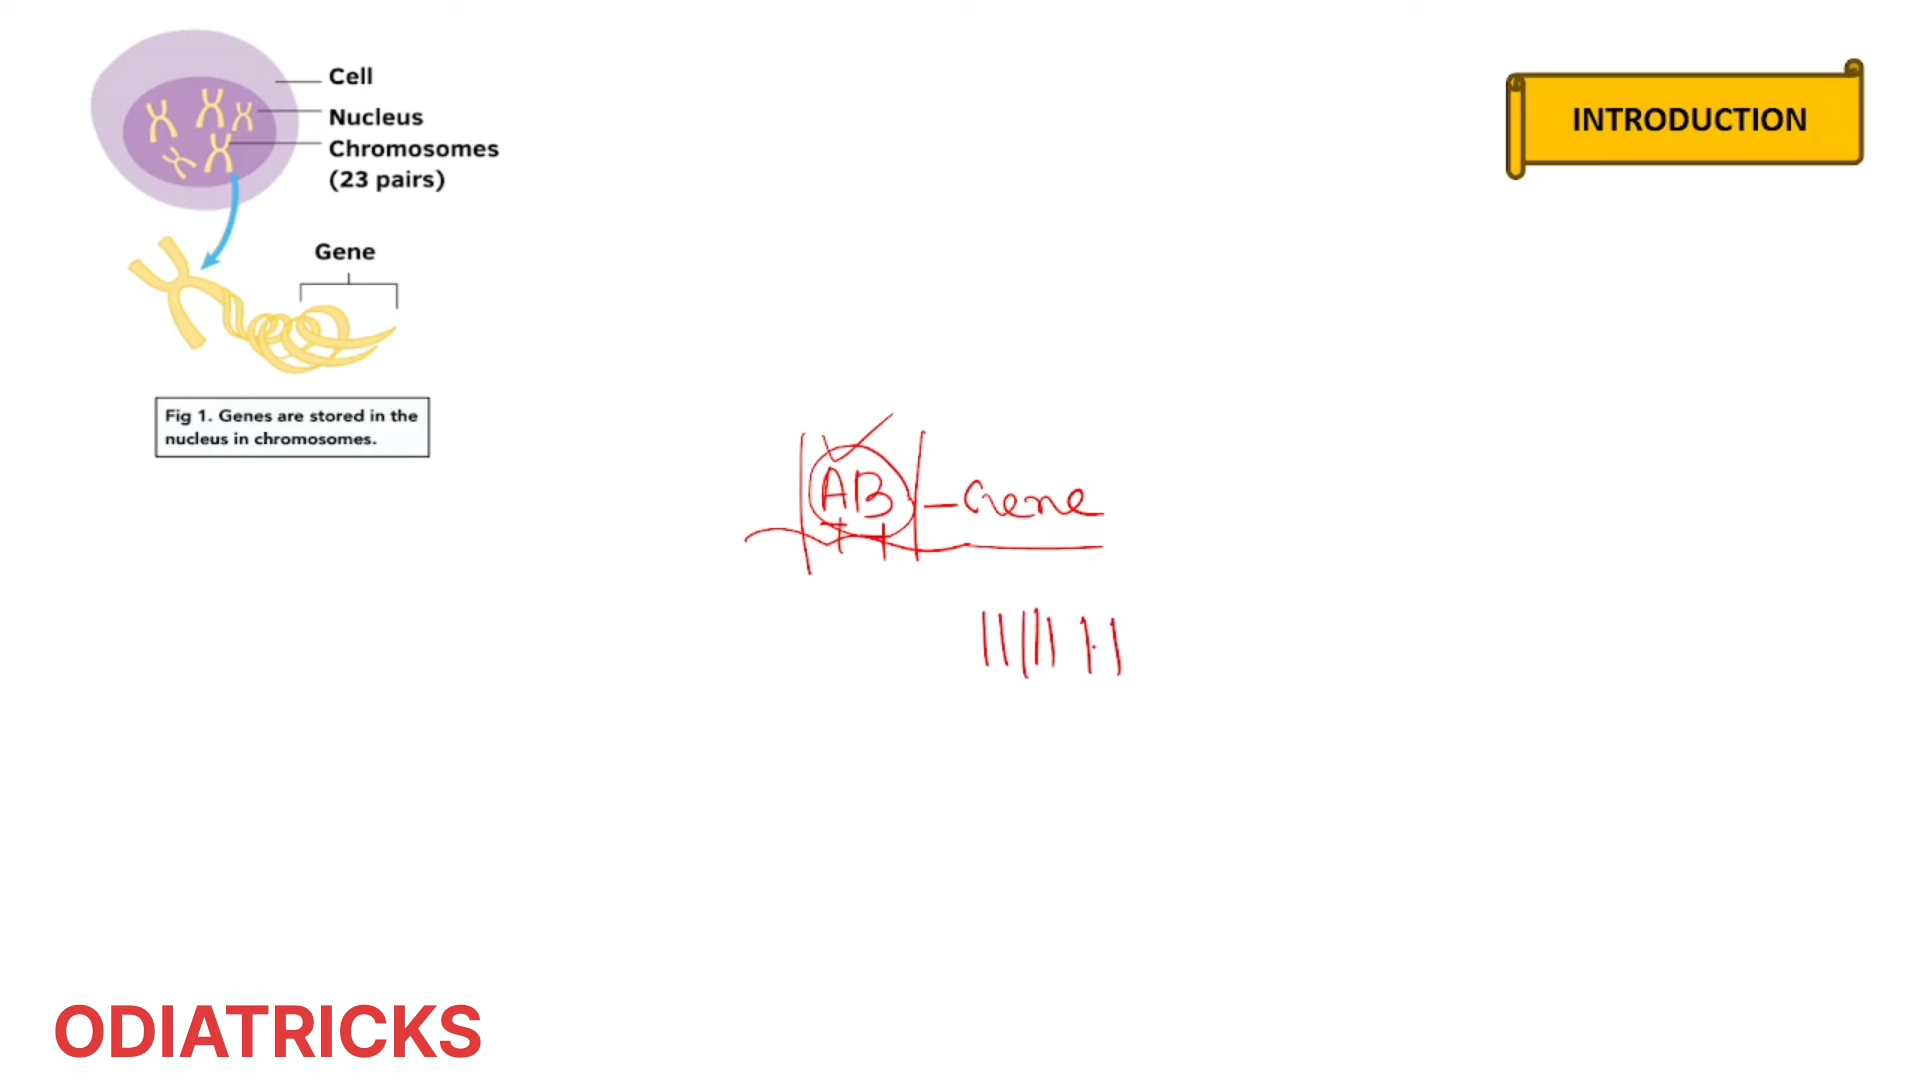 Cell
Nucleus
Chromosomes
(23 pairs)
Gene
Fig 1. Genes are stored in the
nucleus in chromosomes.
INTRODUCTION
AB - Gene
ODIATRICKS